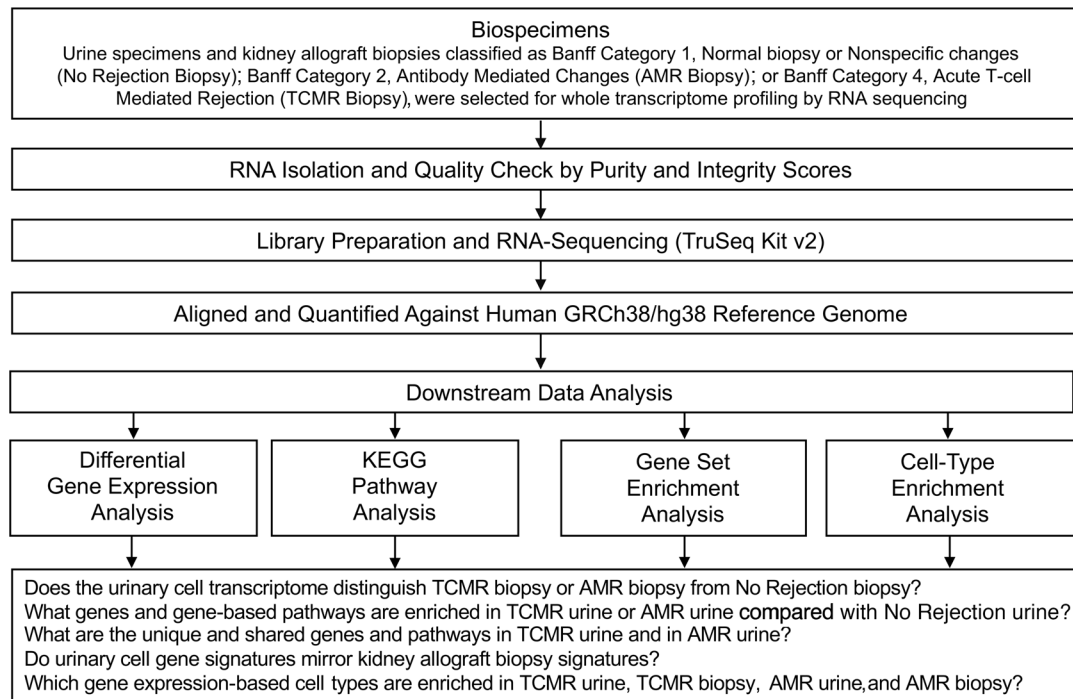 Biospecimens
Urine specimens and kidney allograft biopsies classified as Banff Category 1, Normal biopsy or Nonspecific changes
(No Rejection Biopsy); Banff Category 2, Antibody Mediated Changes (AMR Biopsy); or Banff Category 4, Acute T-cell
Mediated Rejection (TCMR Biopsy), were selected for whole transcriptome profiling by RNA sequencing
RNA Isolation and Quality Check by Purity and Integrity Scores
Library Preparation and RNA-Sequencing (TruSeq Kit v2)
Aligned and Quantified Against Human GRCh38/hg38 Reference Genome
Downstream Data Analysis
Differential
Gene Expression
Analysis
KEGG
Pathway
Analysis
Gene Set
Enrichment
Analysis
Cell-Type
Enrichment
Analysis
Does the urinary cell transcriptome distinguish TCMR biopsy or AMR biopsy from No Rejection biopsy?
What genes and gene-based pathways are enriched in TCMR urine or AMR urine compared with No Rejection urine?
What are the unique and shared genes and pathways in TCMR urine and in AMR urine?
Do urinary cell gene signatures mirror kidney allograft biopsy signatures?
Which gene expression-based cell types are enriched in TCMR urine, TCMR biopsy, AMR urine,and AMR biopsy?